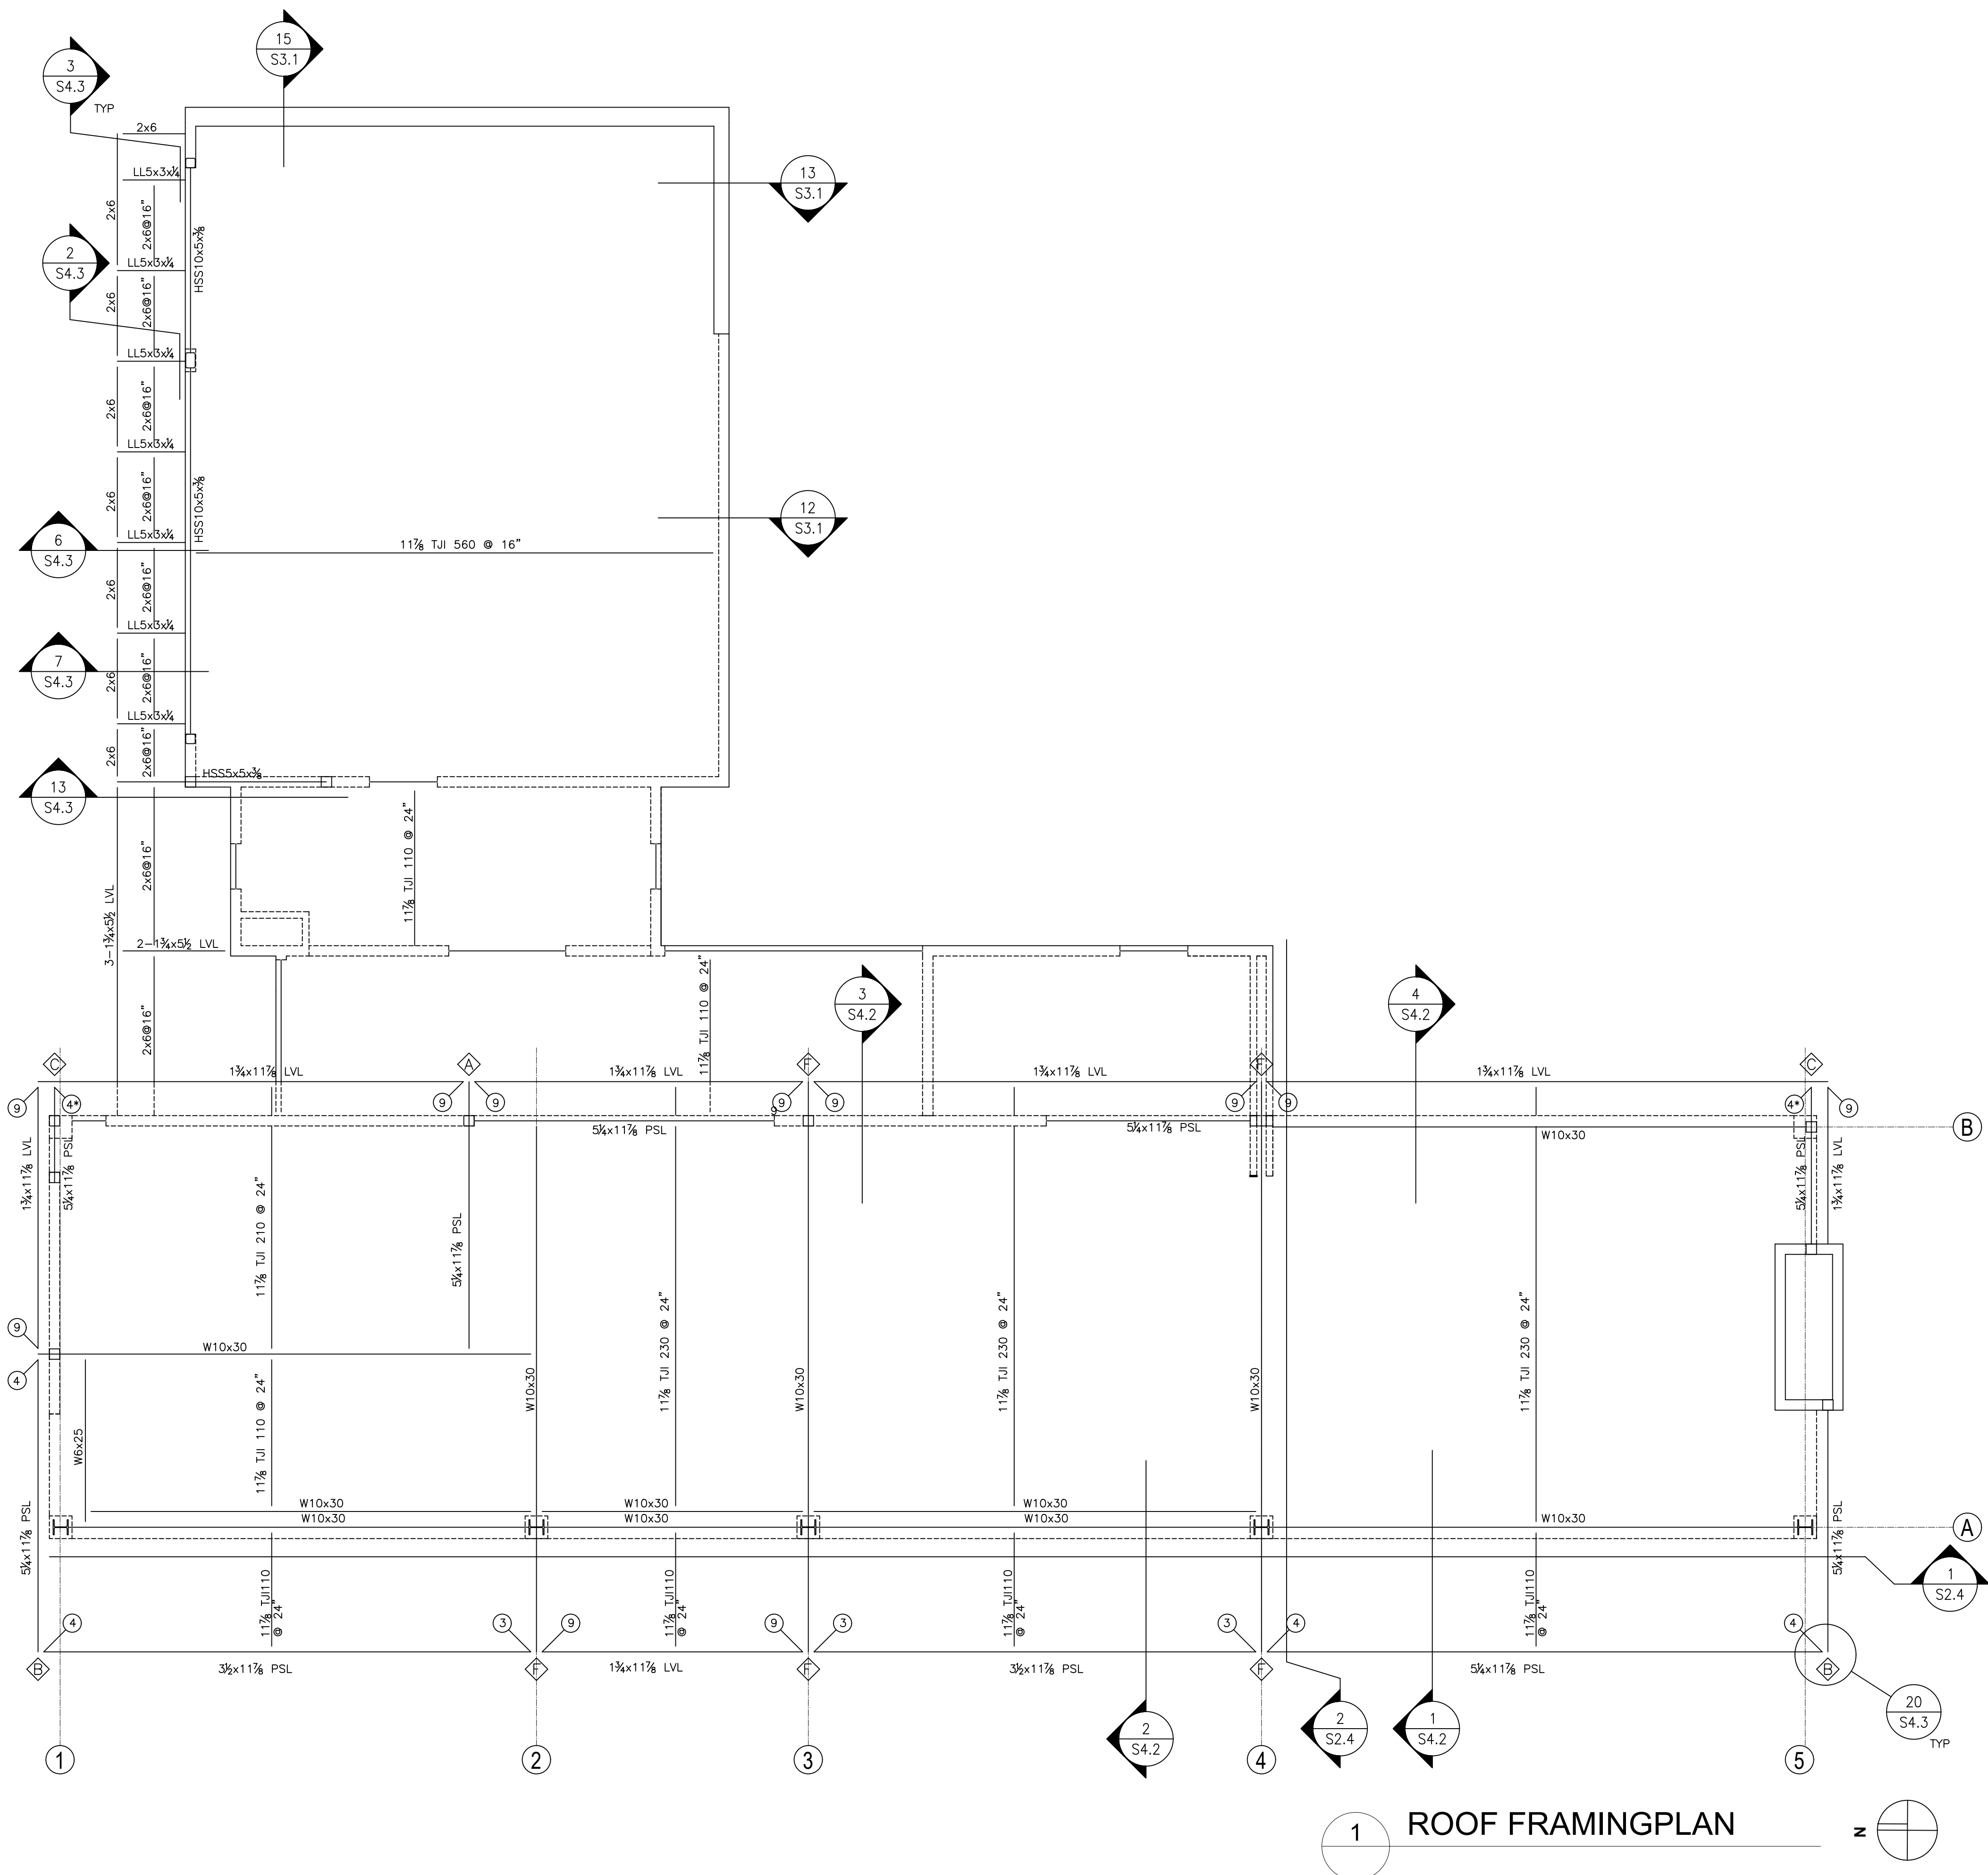 15
S3.1
3
S4.3
TYP
2x6
LL5x3x¼
13
S3.1
2x6
2x6@16"
HSS10x5x⅜
2
S4.3
LL5x3x¼
2x6
2x6@16"
LL5x3x¼
2x6
2x6@16"
LL5x3x¼
2x6
2x6@16"
HSS10x5x⅜
12
S3.1
6
S4.3
LL5x3x¼
11⅞ TJI 560 @ 16"
2x6
2x6@16"
LL5x3x¼
7
S4.3
2x6
2x6@16"
LL5x3x¼
2x6
2x6@16"
HSS5x5x⅜
13
S4.3
11⅞ TJI 110 @ 24"
2x6@16"
3-1¾x5½ LVL
2-1¾x5½ LVL
11⅞ TJI 110 @ 24"
3
S4.2
4
S4.2
2x6@16"
C
A
F
F
C
1¾x11⅞ LVL
1¾x11⅞ LVL
1¾x11⅞ LVL
1¾x11⅞ LVL
9
4*
9
9
9
9
9
9
4*
9
9
5¼x11⅞ PSL
5¼x11⅞ PSL
W10x30
B
1¾x11⅞ LVL
5¼x11⅞ PSL
11⅞ TJI 210 @ 24"
5¼x11⅞ PSL
5¼x11⅞ PSL
1¾x11⅞ LVL
9
W10x30
4
11⅞ TJI 230 @ 24"
11⅞ TJI 230 @ 24"
11⅞ TJI 230 @ 24"
W10x30
W10x30
W10x30
W6x25
11⅞ TJI 110 @ 24"
W10x30
W10x30
W10x30
W10x30
W10x30
W10x30
W10x30
A
5¼x11⅞ PSL
5¼x11⅞ PSL
1
S2.4
11⅞ TJI110
@ 24"
11⅞ TJI110
@ 24"
11⅞ TJI110
@ 24"
11⅞ TJI110
@ 24"
4
3
9
9
3
3
4
4
B
3½x11⅞ PSL
F
1¾x11⅞ LVL
F
3½x11⅞ PSL
F
5¼x11⅞ PSL
B
20
S4.3
TYP
2
S4.2
2
S2.4
1
S4.2
1
2
3
4
5
1
ROOF FRAMINGPLAN
N